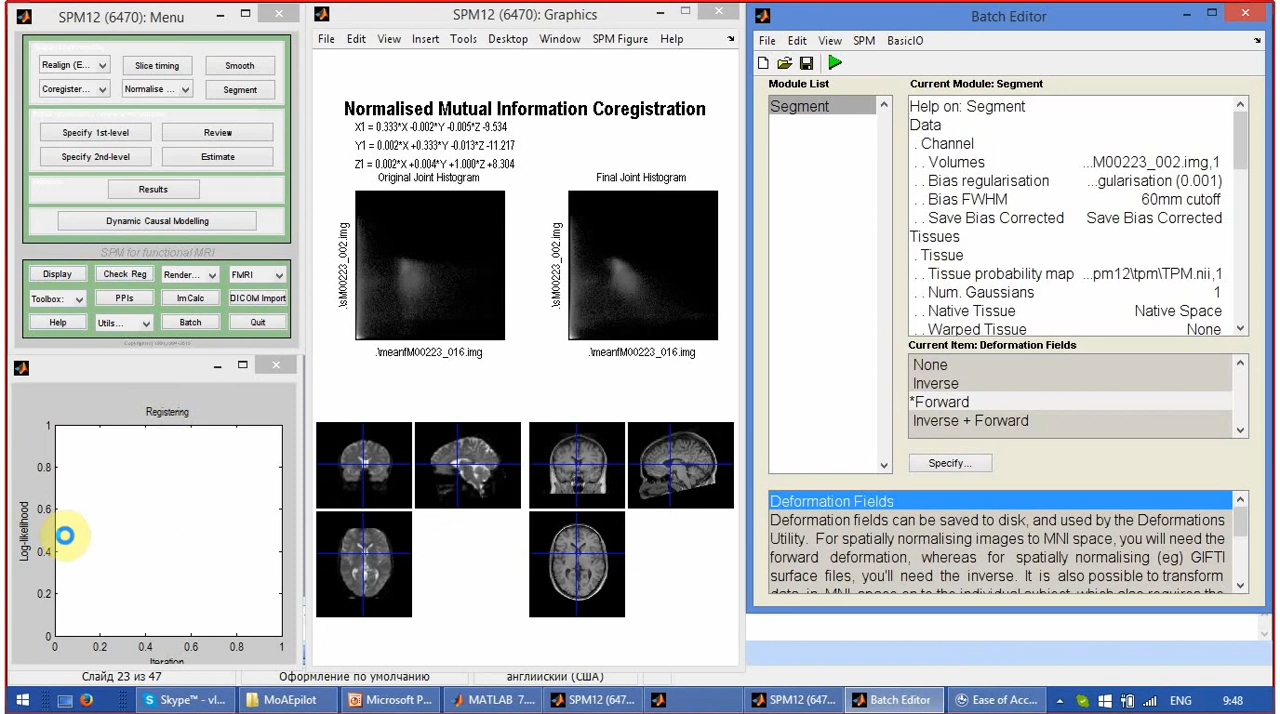 SPM12 (6470): Menu
Realign (E...
Slice timing
Smooth
Coregister...
Normalise ...
Segment
Specify 1st-level
Review
Specify 2nd-level
Estimate
Results
Dynamic Causal Modelling
SPM for functional MRI
Display
Check Reg
Render...
FMRI
Toolbox:
PPIs
ImCalc
DICOM Import
Help
Utils...
Batch
Quit
Registering
Log-likelihood
1
0.8
0.6
0.4
0.2
0
0 0.2 0.4 0.6 0.8 1
Iteration
SPM12 (6470): Graphics
File Edit View Insert Tools Desktop Window SPM Figure Help
Normalised Mutual Information Coregistration
X1 = 0.333*X -0.002*Y -0.005*Z -9.534
Y1 = 0.002*X +0.333*Y -0.013*Z -11.217
Z1 = 0.002*X +0.004*Y +1.000*Z +8.304
Original Joint Histogram
Final Joint Histogram
.\sM00223_002.img
.\sM00223_002.img
.\meanfM00223_016.img
.\meanfM00223_016.img
Batch Editor
File Edit View SPM BasicIO
Module List
Segment
Current Module: Segment
Help on: Segment
Data
. Channel
. . Volumes ...M00223_002.img,1
. . Bias regularisation ...gularisation (0.001)
. . Bias FWHM 60mm cutoff
. . Save Bias Corrected Save Bias Corrected
Tissues
. Tissue
. . Tissue probability map ...pm12\tpm\TPM.nii,1
. . Num. Gaussians 1
. . Native Tissue Native Space
. . Warped Tissue None
Current Item: Deformation Fields
None
Inverse
*Forward
Inverse + Forward
Specify...
Deformation Fields
Deformation fields can be saved to disk, and used by the Deformations
Utility. For spatially normalising images to MNI space, you will need the
forward deformation, whereas for spatially normalising (eg) GIFTI
surface files, you'll need the inverse. It is also possible to transform
data in MNI space on to the individual subject, which also requires the
Слайд 23 из 47
Оформление по умолчанию
английский (США)
Skype™ - vl...
MoAEpilot
Microsoft P...
MATLAB 7....
SPM12 (647...
SPM12 (647...
Batch Editor
Ease of Acc...
ENG
9:48